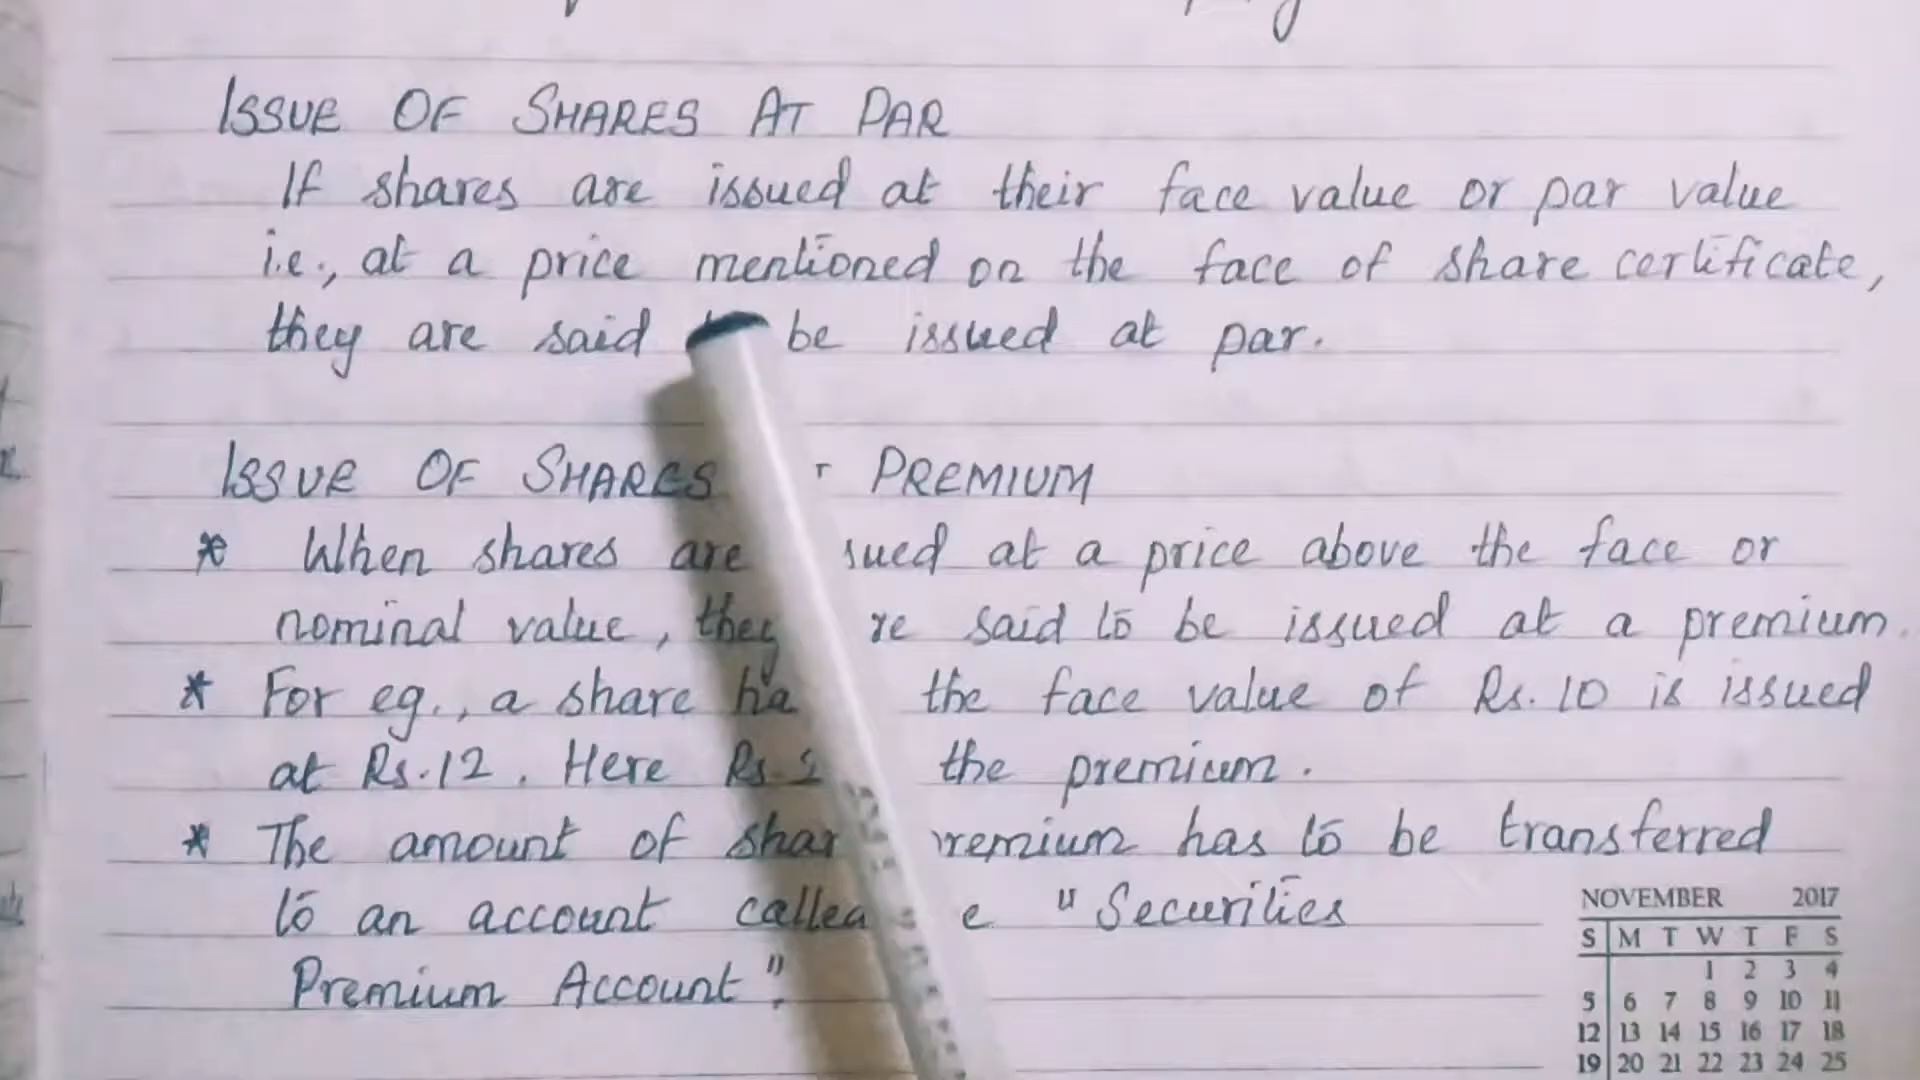 ISSUE OF SHARES AT PAR
If shares are issued at their face value or par value
i.e., at a price mentioned on the face of share certificate,
they are said be issued at par.
ISSUE OF SHARES PREMIUM
* When shares are at a price above the face or
nominal value, they said to be issued at a premium.
* For eg., a share the face value of Rs. 10 is issued
at Rs. 12. Here Rs. 2 the premium.
* The amount of has to be transferred
to an account "Securities
Premium Account".
NOVEMBER 2017
S M T W T F S
1 2 3 4
5 6 7 8 9 10 11
12 13 14 15 16 17 18
19 20 21 22 23 24 25